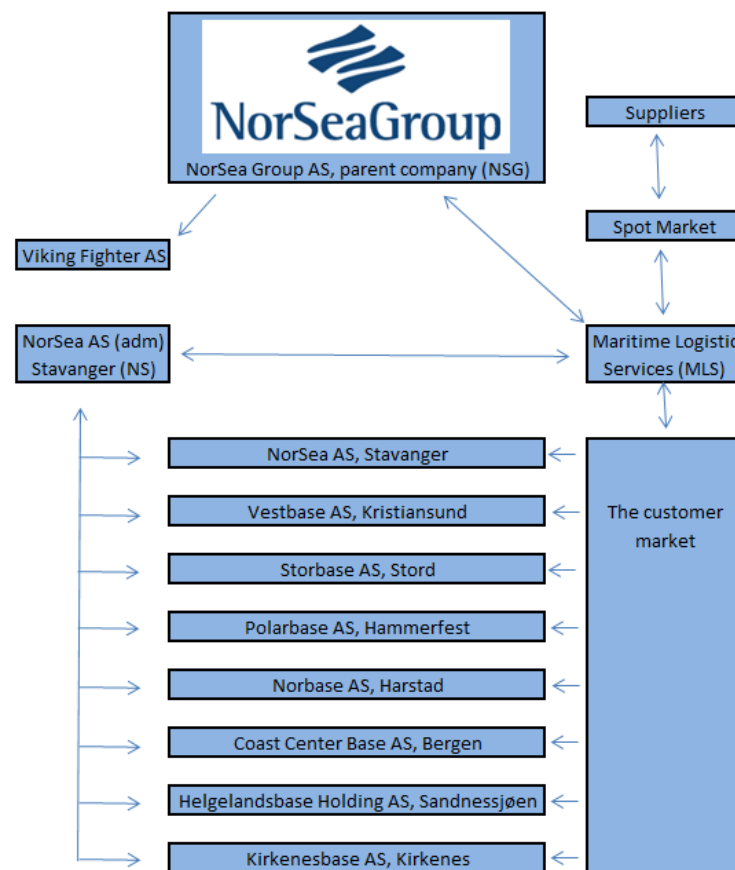 NorSeaGroup
NorSea Group AS, parent company (NSG)
Suppliers
Spot Market
Viking Fighter AS
NorSea AS (adm)
Stavanger (NS)
Maritime Logistic
Services (MLS)
NorSea AS, Stavanger
Vestbase AS, Kristiansund
Storbase AS, Stord
Polarbase AS, Hammerfest
Norbase AS, Harstad
Coast Center Base AS, Bergen
Helgelandsbase Holding AS, Sandnessjøen
Kirkenesbase AS, Kirkenes
The customer
market